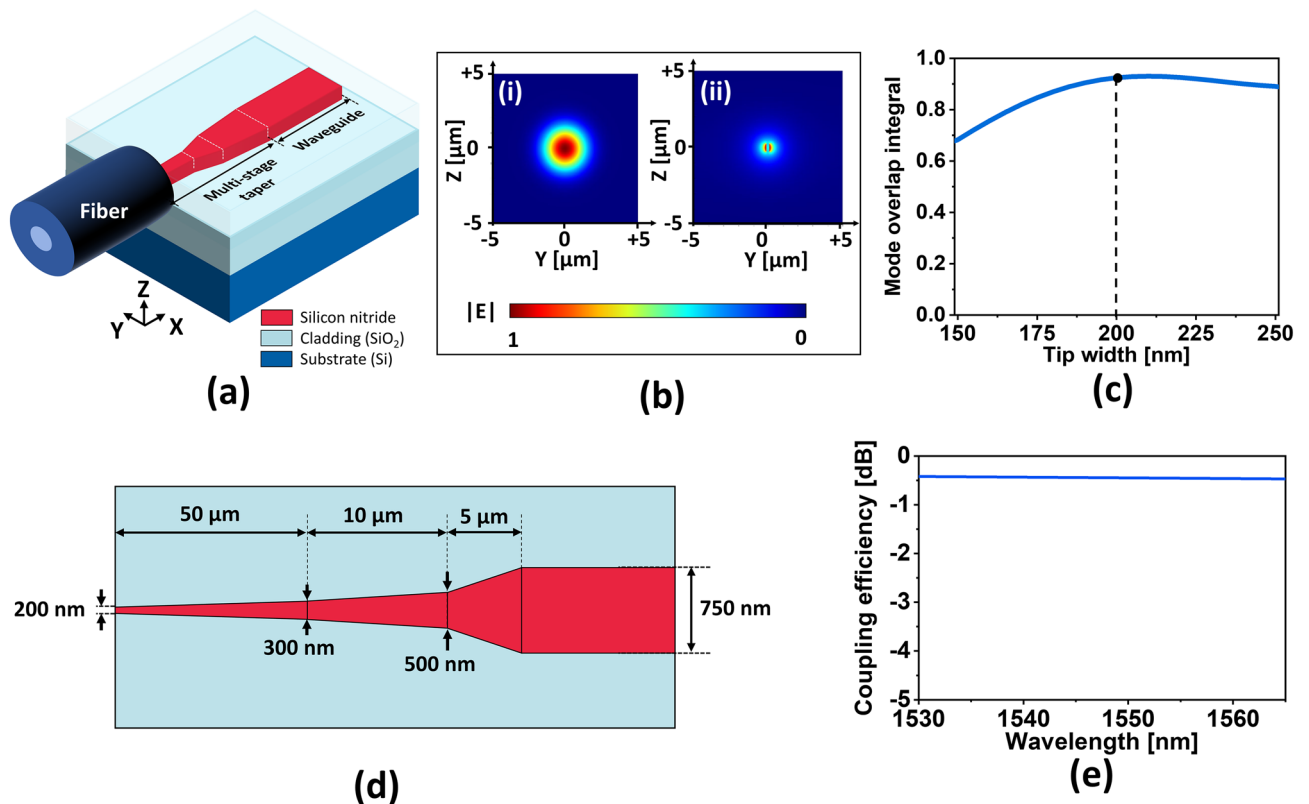 Fiber
Multi-stage
taper
Waveguide
Z
Y
X
Silicon nitride
Cladding (SiO₂)
Substrate (Si)
(a)
(i)
+5
Z [µm]
0
-5
-5
0
+5
Y [µm]
(ii)
+5
Z [µm]
0
-5
-5
0
+5
Y [µm]
|E|
1
0
(b)
Mode overlap integral
1.0
0.8
0.6
0.4
0.2
0.0
150
175
200
225
250
Tip width [nm]
(c)
50 µm
10 µm
5 µm
200 nm
300 nm
500 nm
750 nm
(d)
Coupling efficiency [dB]
0
-1
-2
-3
-4
-5
1530
1540
1550
1560
Wavelength [nm]
(e)